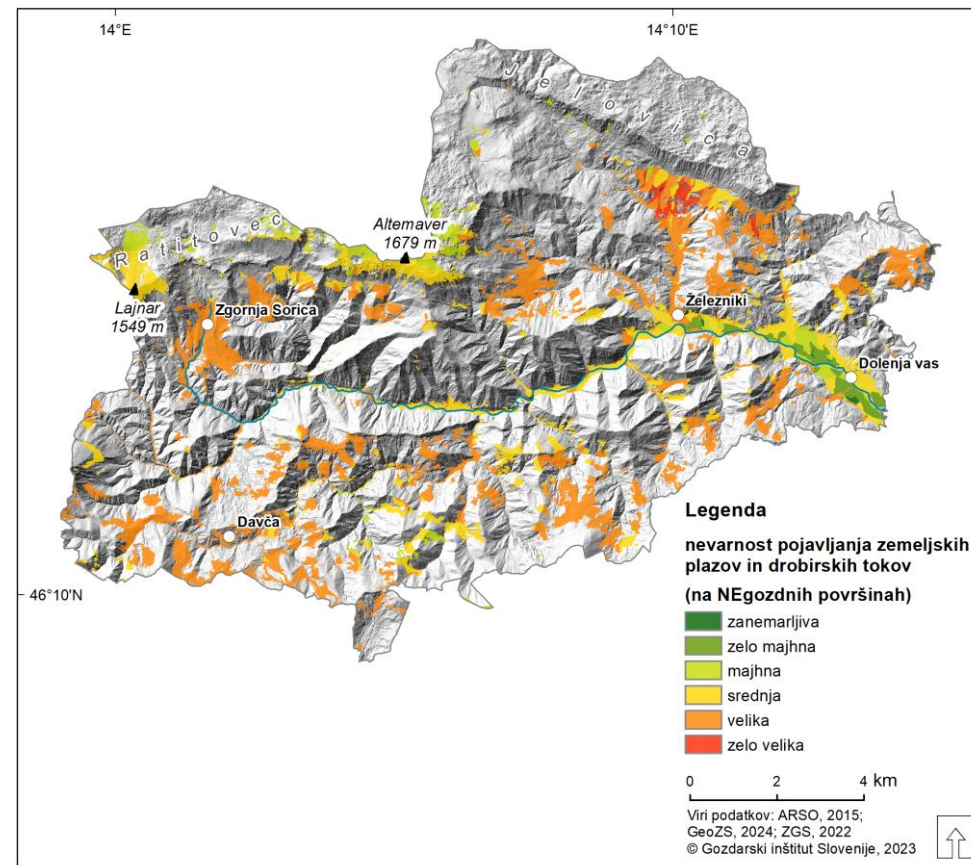 14°E
14°10'E
Jelovica
Ratitovec
Altemaver
1679 m
Lajnar
1549 m
Zgornja Sorica
Železniki
Dolenja vas
Davča
46°10'N
Legenda
nevarnost pojavljanja zemeljskih
plazov in drobirskih tokov
(na NEgozdnih površinah)
zanemarljiva
zelo majhna
majhna
srednja
velika
zelo velika
0 2 4 km
Viri podatkov: ARSO, 2015;
GeoZS, 2024; ZGS, 2022
© Gozdarski inštitut Slovenije, 2023